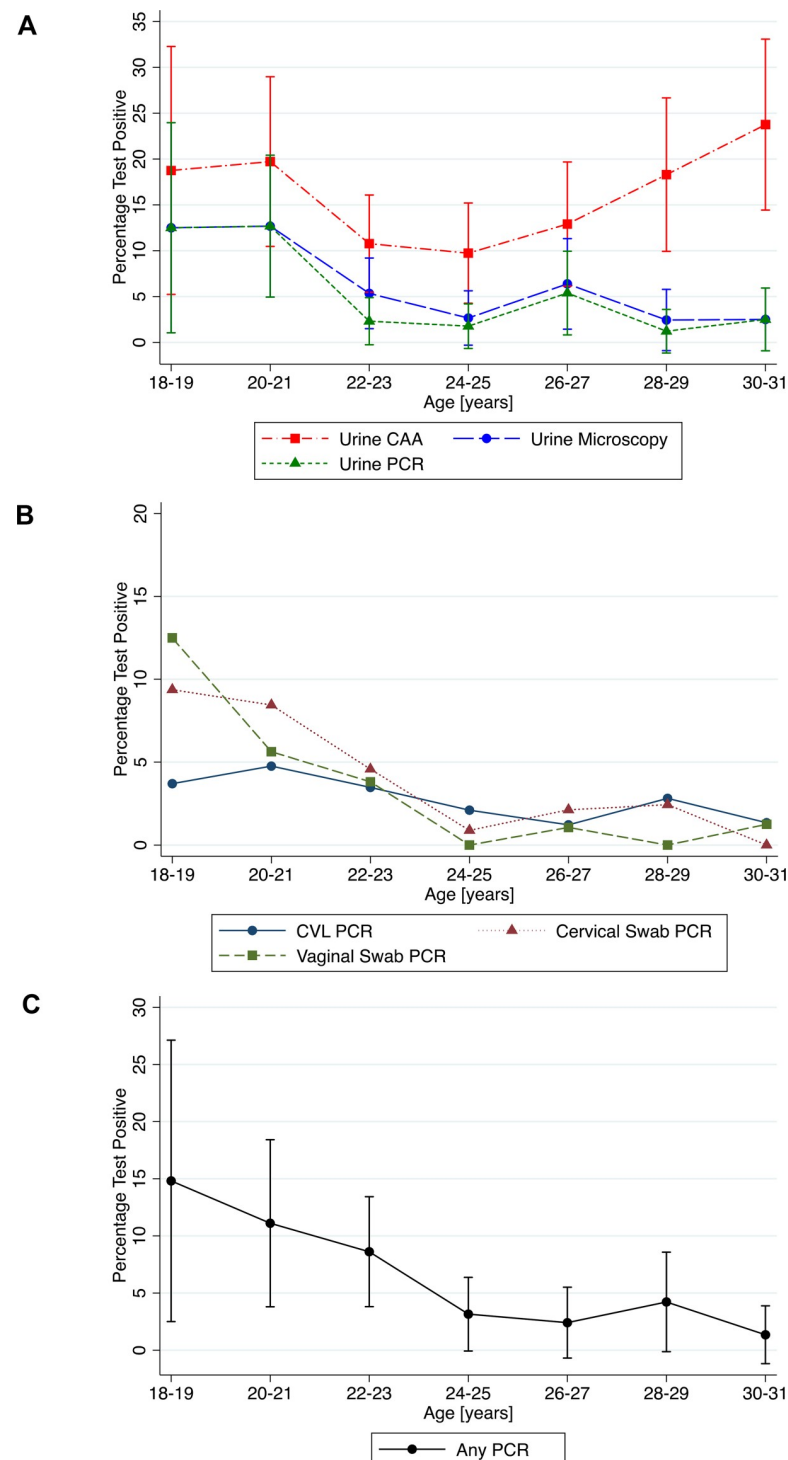 A
Percentage Test Positive
35
30
25
20
15
10
5
0
18-19 20-21 22-23 24-25 26-27 28-29 30-31
Age [years]
Urine CAA Urine Microscopy
Urine PCR
B
Percentage Test Positive
20
15
10
5
0
18-19 20-21 22-23 24-25 26-27 28-29 30-31
Age [years]
CVL PCR Cervical Swab PCR
Vaginal Swab PCR
C
Percentage Test Positive
30
25
20
15
10
5
0
18-19 20-21 22-23 24-25 26-27 28-29 30-31
Age [years]
Any PCR